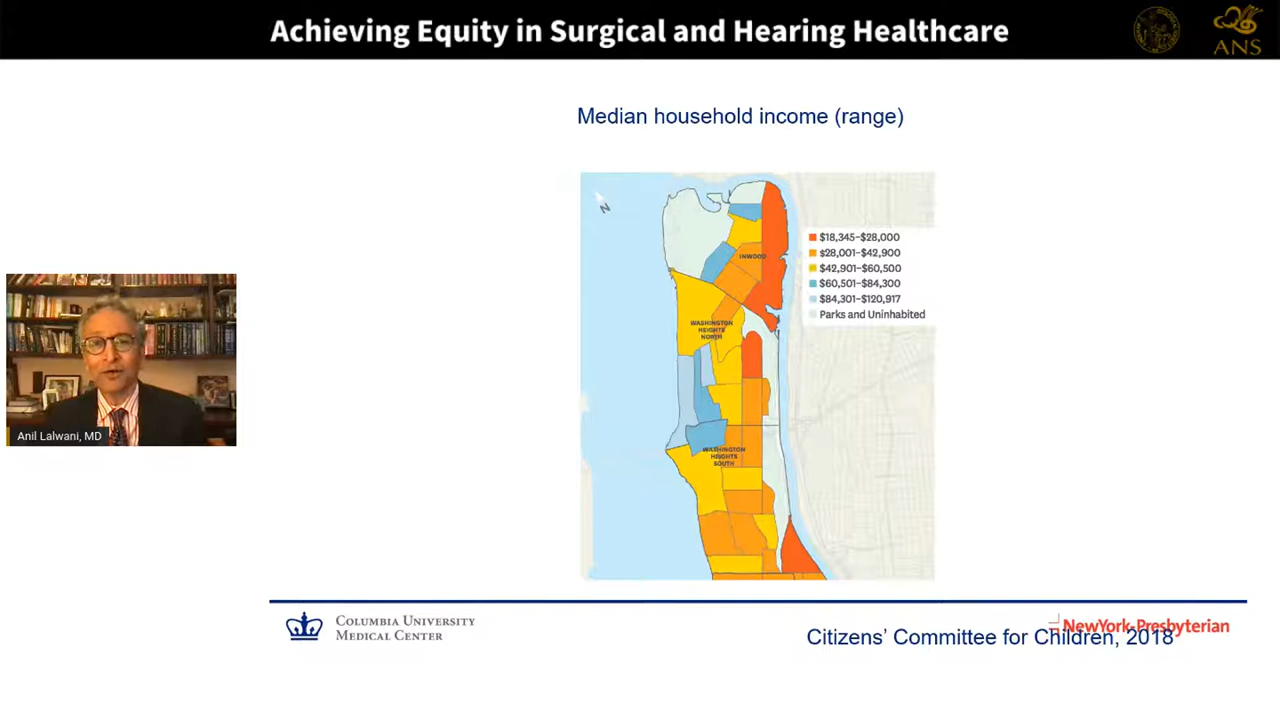 Achieving Equity in Surgical and Hearing Healthcare
ANS
Median household income (range)
N
$18,345–$28,000
$28,001–$42,900
$42,901–$60,500
$60,501–$84,300
$84,301–$120,917
Parks and Uninhabited
INWOOD
WASHINGTON
HEIGHTS
NORTH
WASHINGTON
HEIGHTS
SOUTH
Anil Lalwani, MD
COLUMBIA UNIVERSITY
MEDICAL CENTER
NewYork-Presbyterian
Citizens' Committee for Children, 2018